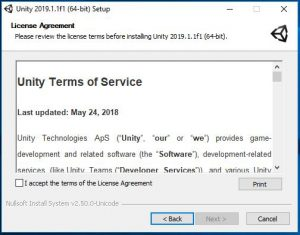 Unity 2019.1.1f1 (64-bit) Setup
License Agreement
Please review the license terms before installing Unity 2019.1.1f1 (64-bit).
Unity Terms of Service
Last updated: May 24, 2018
Unity Technologies ApS (“Unity”, “our” or “we”) provides game-
development and related software (the “Software”), development-related
services (like Unity Teams (“Developer Services”)), and various Unity
I accept the terms of the License Agreement
Print
Nullsoft Install System v2.50.0-Unicode
< Back
Next >
Cancel